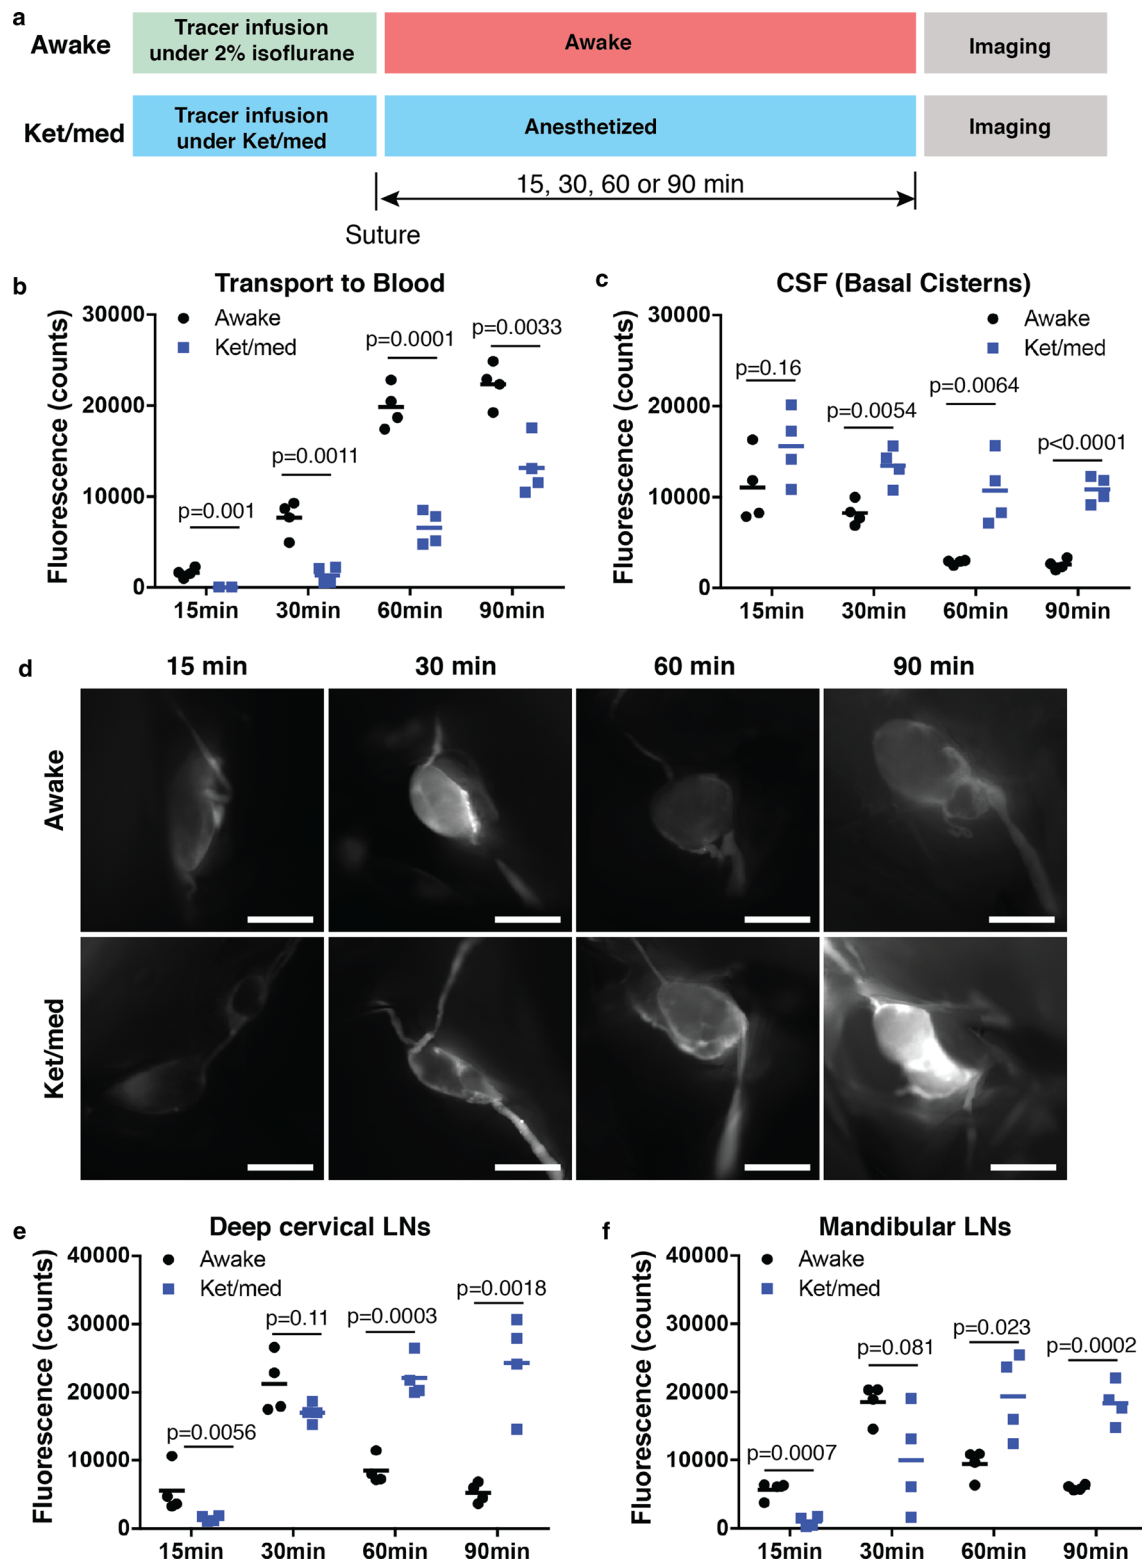 a
Awake
Tracer infusion
under 2% isoflurane
Awake
Imaging
Ket/med
Tracer infusion
under Ket/med
Anesthetized
Imaging
15, 30, 60 or 90 min
Suture
b
Transport to Blood
Fluorescence (counts)
30000
20000
10000
0
Awake
Ket/med
p=0.001
p=0.0011
p=0.0001
p=0.0033
15min 30min 60min 90min
c
CSF (Basal Cisterns)
Fluorescence (counts)
30000
20000
10000
0
Awake
Ket/med
p=0.16
p=0.0054
p=0.0064
p<0.0001
15min 30min 60min 90min
d
15 min 30 min 60 min 90 min
Awake
Ket/med
e
Deep cervical LNs
Fluorescence (counts)
40000
30000
20000
10000
0
Awake
Ket/med
p=0.0056
p=0.11
p=0.0003
p=0.0018
15min 30min 60min 90min
f
Mandibular LNs
Fluorescence (counts)
40000
30000
20000
10000
0
Awake
Ket/med
p=0.0007
p=0.081
p=0.023
p=0.0002
15min 30min 60min 90min